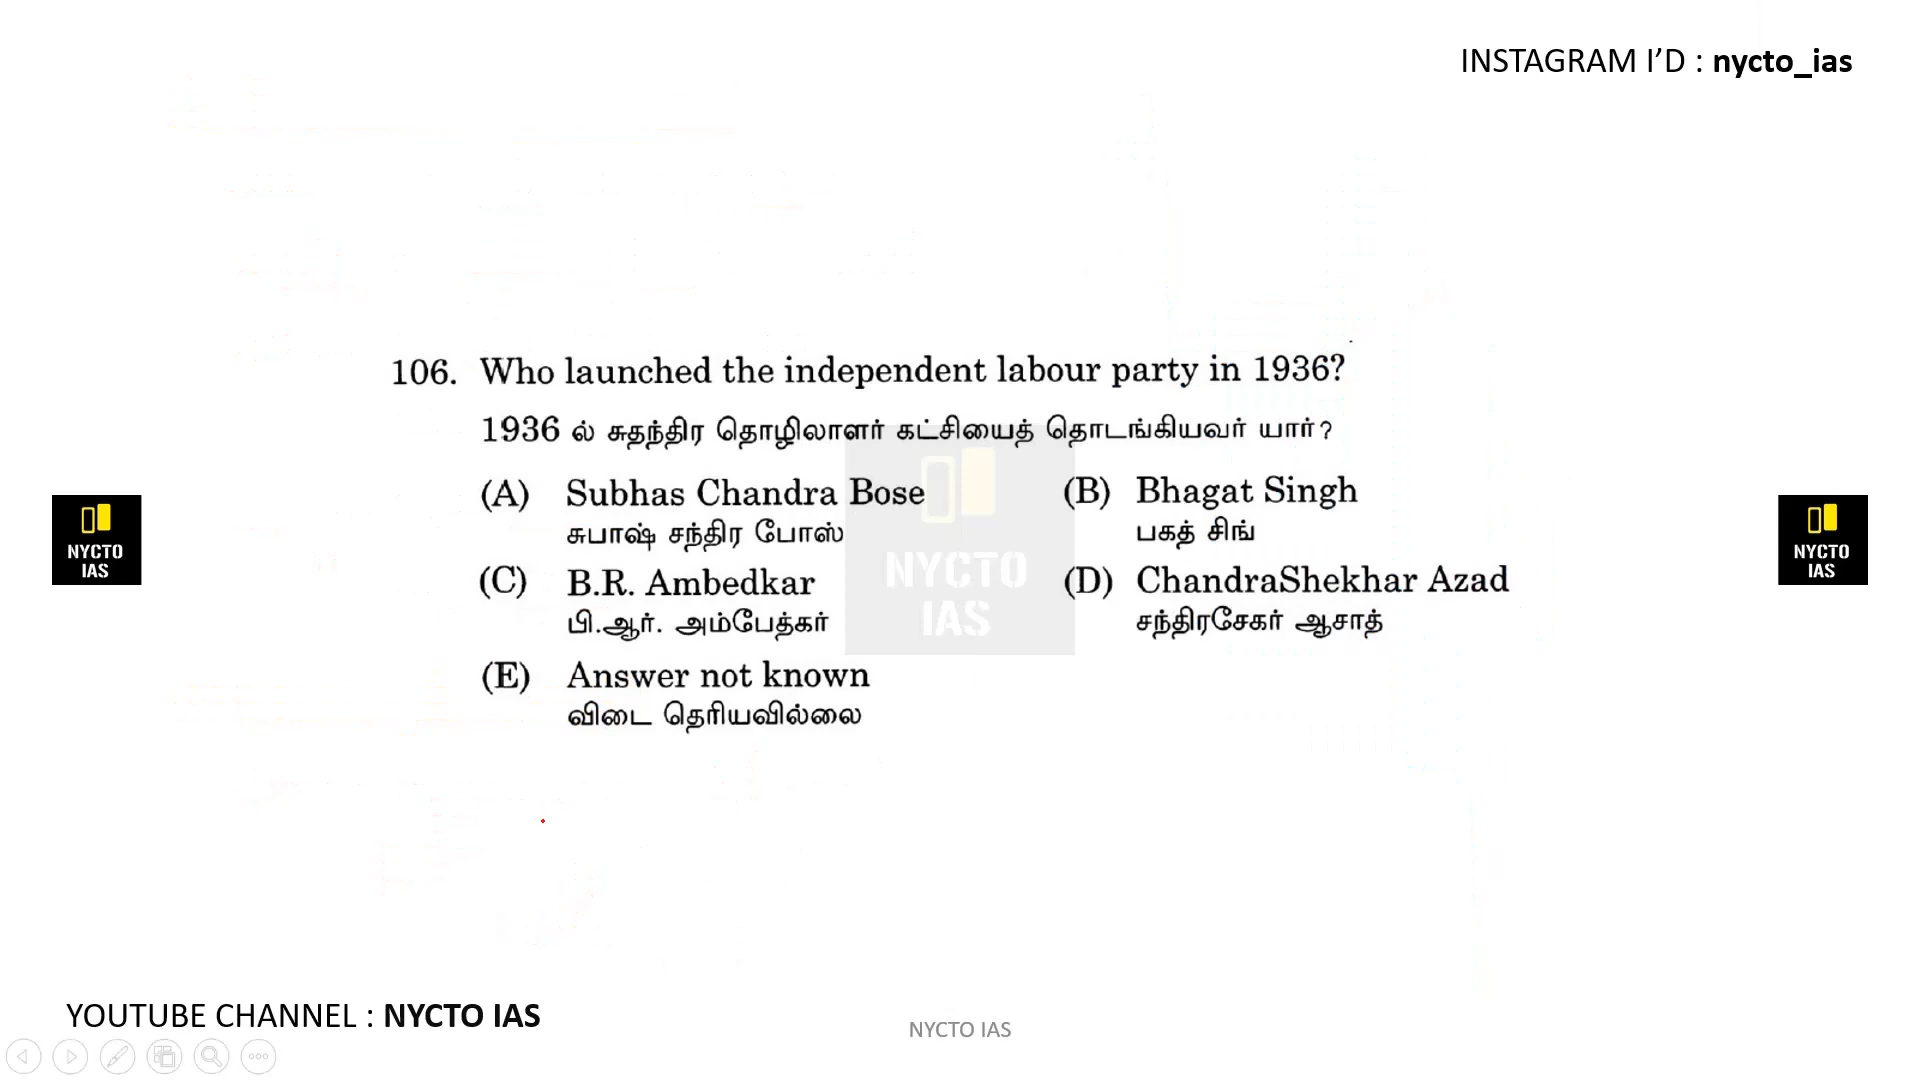 INSTAGRAM I'D : nycto_ias
106. Who launched the independent labour party in 1936?
1936 ல் சுதந்திர தொழிலாளர் கட்சியைத் தொடங்கியவர் யார்?
(A) Subhas Chandra Bose (B) Bhagat Singh
சுபாஷ் சந்திர போஸ் பகத் சிங்
(C) B.R. Ambedkar (D) ChandraShekhar Azad
பி.ஆர். அம்பேத்கர் சந்திரசேகர் ஆசாத்
(E) Answer not known
விடை தெரியவில்லை
NYCTO
IAS
NYCTO
IAS
NYCTO
IAS
YOUTUBE CHANNEL : NYCTO IAS
NYCTO IAS